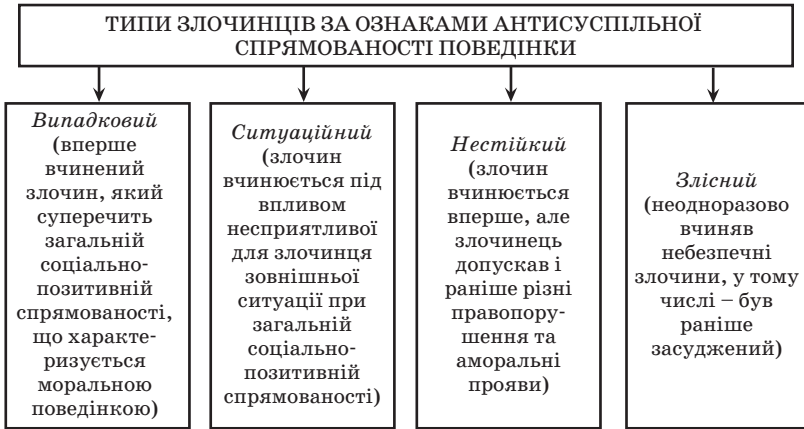 ТИПИ ЗЛОЧИНЦІВ ЗА ОЗНАКАМИ АНТИСУСПІЛЬНОЇ
СПРЯМОВАНОСТІ ПОВЕДІНКИ
Випадковий
(вперше
вчинений
злочин, який
суперечить
загальній
соціально-
позитивній
спрямованості,
що характе-
ризується
моральною
поведінкою)
Ситуаційний
(злочин
вчинюється під
впливом
несприятливої
для злочинця
зовнішньої
ситуації при
загальній
соціально-
позитивній
спрямованості)
Нестійкий
(злочин
вчинюється
вперше, але
злочинець
допускав і
раніше різні
правопору-
шення та
аморальні
прояви)
Злісний
(неодноразово
вчиняв
небезпечні
злочини, у тому
числі – був
раніше
засуджений)